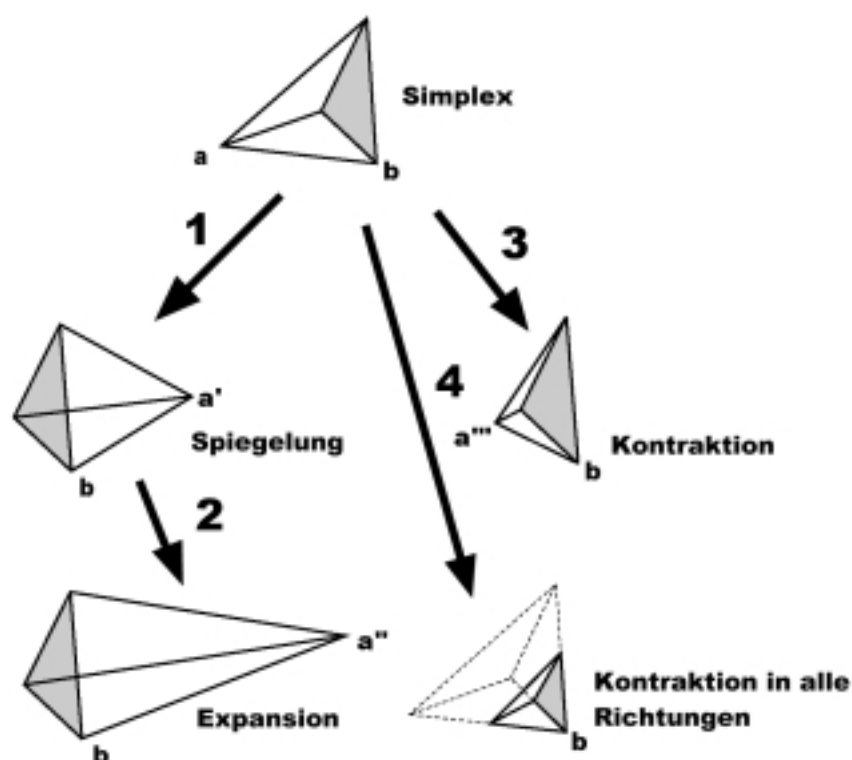 Simplex
a
b
1
3
4
a'
Spiegelung
b
a'''
Kontraktion
b
2
a''
Expansion
b
Kontraktion in alle
Richtungen
b